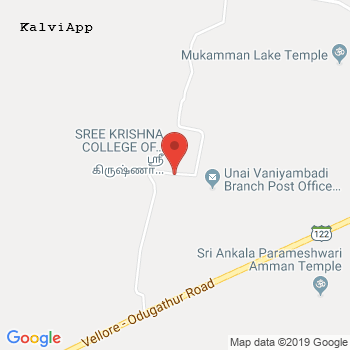 KalviApp
Mukamman Lake Temple
SREE KRISHNA
COLLEGE OF...
ஸ்ரீ
கிருஷ்ணா...
Unai Vaniyambadi
Branch Post Office...
122
Sri Ankala Parameshwari
Amman Temple
Vellore - Odugathur Road
Google
Map data ©2019 Google